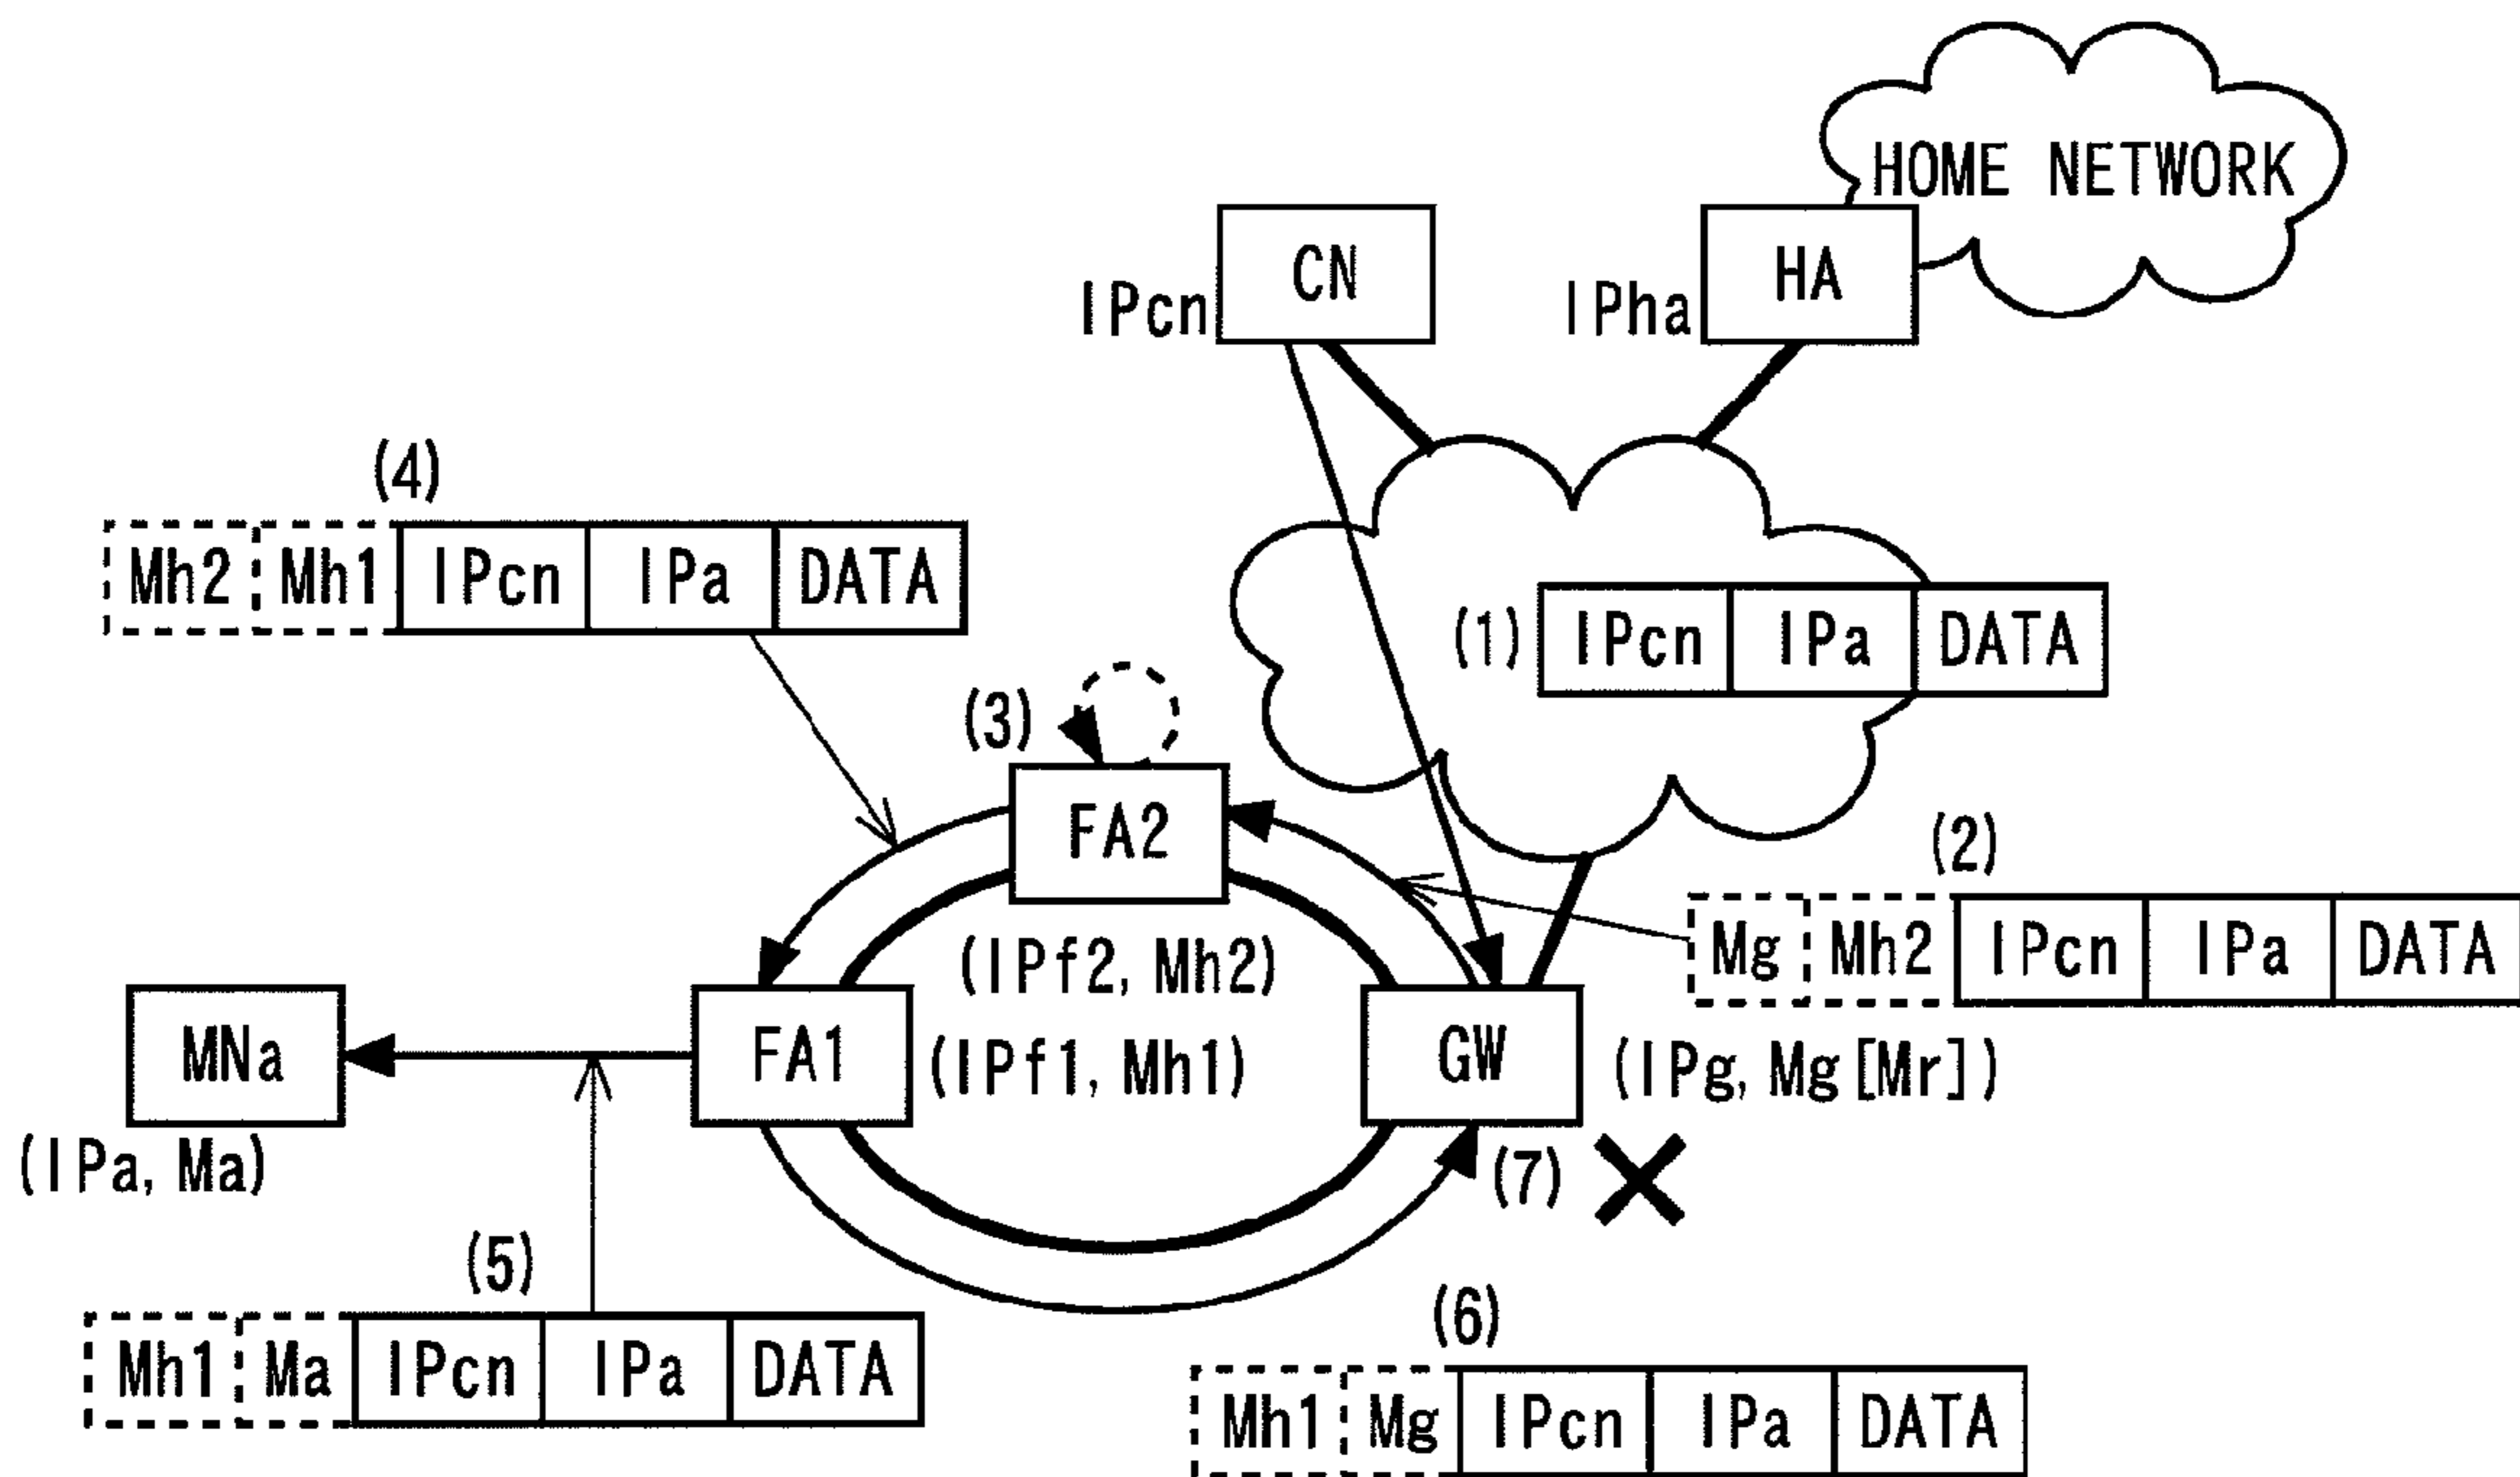 HOME NETWORK
CN
HA
IPcn
IPha
(4)
Mh2 Mh1 IPcn IPa DATA
(1) IPcn IPa DATA
(3)
FA2
(2)
Mg Mh2 IPcn IPa DATA
(IPf2, Mh2)
MNa
FA1
(IPf1, Mh1)
GW
(IPg, Mg[Mr])
(IPa, Ma)
(7)
(5)
Mh1 Ma IPcn IPa DATA
(6)
Mh1 Mg IPcn IPa DATA